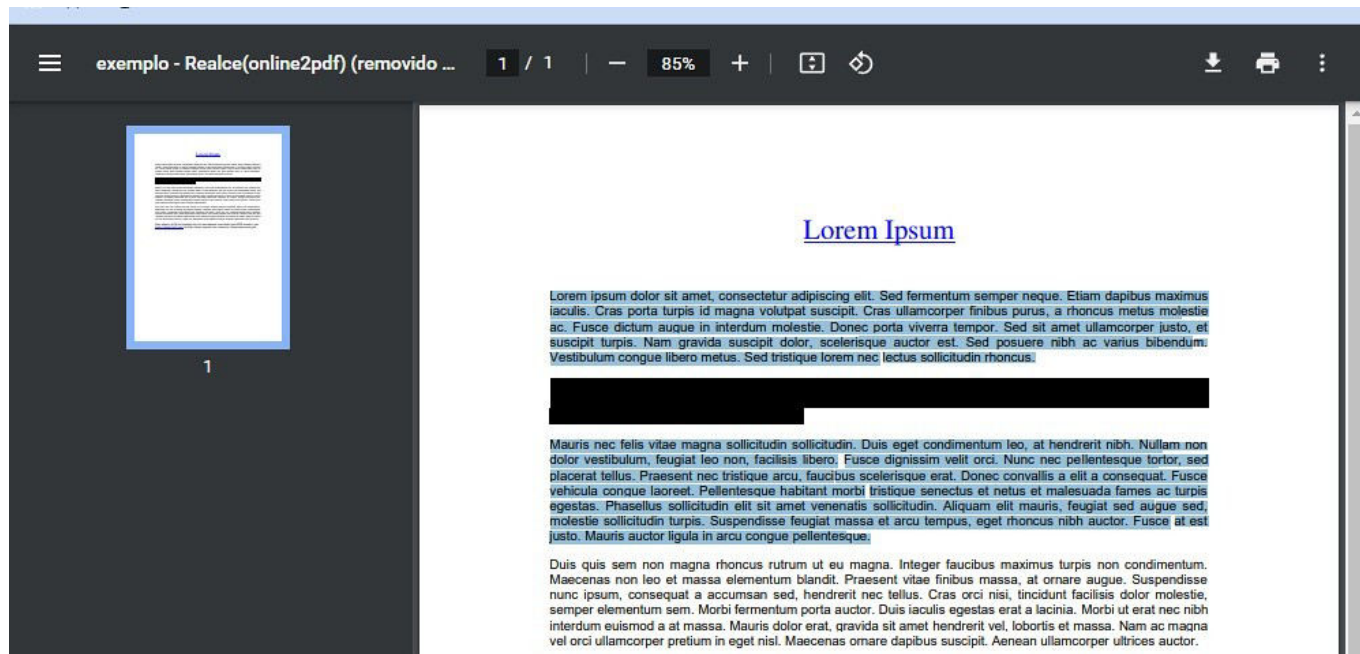 exemplo - Realce(online2pdf) (removido ...
1 / 1
85%
1
Lorem Ipsum
Lorem ipsum dolor sit amet, consectetur adipiscing elit. Sed fermentum semper neque. Etiam dapibus maximus
iaculis. Cras porta turpis id magna volutpat suscipit. Cras ullamcorper finibus purus, a rhoncus metus molestie
ac. Fusce dictum augue in interdum molestie. Donec porta viverra tempor. Sed sit amet ullamcorper justo, et
suscipit turpis. Nam gravida suscipit dolor, scelerisque auctor est. Sed posuere nibh ac varius bibendum.
Vestibulum congue libero metus. Sed tristique lorem nec lectus sollicitudin rhoncus.
Mauris nec felis vitae magna sollicitudin sollicitudin. Duis eget condimentum leo, at hendrerit nibh. Nullam non
dolor vestibulum, feugiat leo non, facilisis libero. Fusce dignissim velit orci. Nunc nec pellentesque tortor, sed
placerat tellus. Praesent nec tristique arcu, faucibus scelerisque erat. Donec convallis a elit a consequat. Fusce
vehicula congue laoreet. Pellentesque habitant morbi tristique senectus et netus et malesuada fames ac turpis
egestas. Phasellus sollicitudin elit sit amet venenatis sollicitudin. Aliquam elit mauris, feugiat sed augue sed,
molestie sollicitudin turpis. Suspendisse feugiat massa et arcu tempus, eget rhoncus nibh auctor. Fusce at est
justo. Mauris auctor ligula in arcu congue pellentesque.
Duis quis sem non magna rhoncus rutrum ut eu magna. Integer faucibus maximus turpis non condimentum.
Maecenas non leo et massa elementum blandit. Praesent vitae finibus massa, at ornare augue. Suspendisse
nunc ipsum, consequat a accumsan sed, hendrerit nec tellus. Cras orci nisi, tincidunt facilisis dolor molestie,
semper elementum sem. Morbi fermentum porta auctor. Duis iaculis egestas erat a lacinia. Morbi ut erat nec nibh
interdum euismod a at massa. Mauris dolor erat, gravida sit amet hendrerit vel, lobortis et massa. Nam ac magna
vel orci ullamcorper pretium in eget nisl. Maecenas ornare dapibus suscipit. Aenean ullamcorper ultrices auctor.